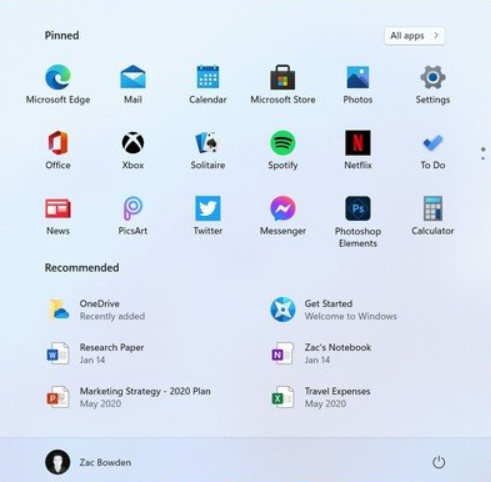 Pinned
All apps
Microsoft Edge
Mail
Calendar
Microsoft Store
Photos
Settings
Office
Xbox
Solitaire
Spotify
Netflix
To Do
News
PicsArt
Twitter
Messenger
Photoshop
Elements
Calculator
Recommended
OneDrive
Recently added
Get Started
Welcome to Windows
Research Paper
Jan 14
Zac's Notebook
Jan 14
Marketing Strategy - 2020 Plan
May 2020
Travel Expenses
May 2020
Zac Bowden